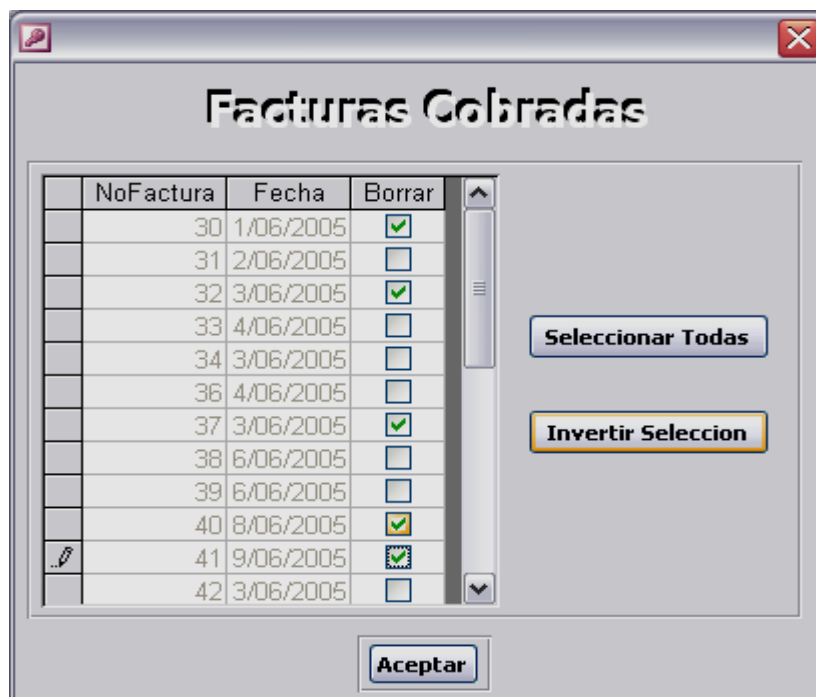 Facturas Cobradas
NoFactura Fecha Borrar
30 1/06/2005
31 2/06/2005
32 3/06/2005
33 4/06/2005
34 3/06/2005
36 4/06/2005
37 3/06/2005
38 6/06/2005
39 6/06/2005
40 8/06/2005
41 9/06/2005
42 3/06/2005
Seleccionar Todas
Invertir Seleccion
Aceptar